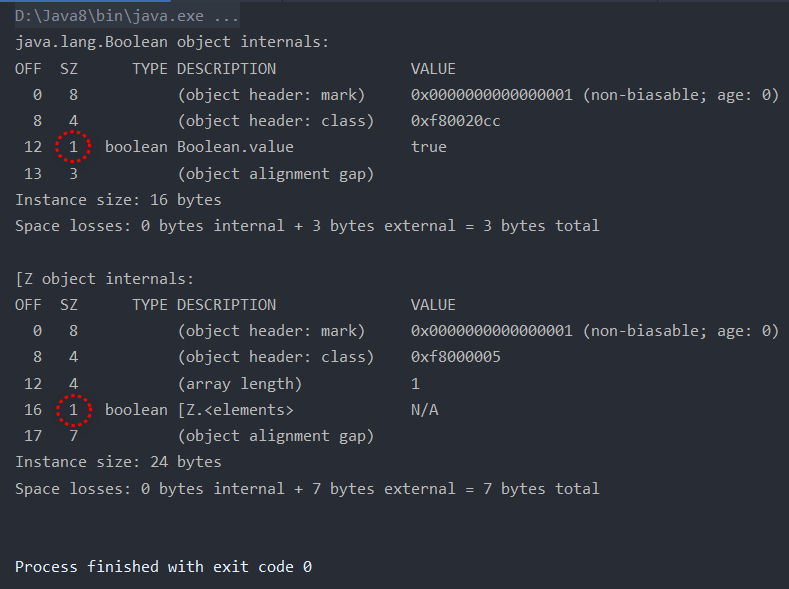 D:\Java8\bin\java.exe ...
java.lang.Boolean object internals:
OFF  SZ      TYPE DESCRIPTION               VALUE
  0   8           (object header: mark)     0x0000000000000001 (non-biasable; age: 0)
  8   4           (object header: class)    0xf80020cc
 12   1   boolean Boolean.value             true
 13   3           (object alignment gap)
Instance size: 16 bytes
Space losses: 0 bytes internal + 3 bytes external = 3 bytes total
[Z object internals:
OFF  SZ      TYPE DESCRIPTION               VALUE
  0   8           (object header: mark)     0x0000000000000001 (non-biasable; age: 0)
  8   4           (object header: class)    0xf8000005
 12   4           (array length)            1
 16   1   boolean [Z.<elements>             N/A
 17   7           (object alignment gap)
Instance size: 24 bytes
Space losses: 0 bytes internal + 7 bytes external = 7 bytes total
Process finished with exit code 0